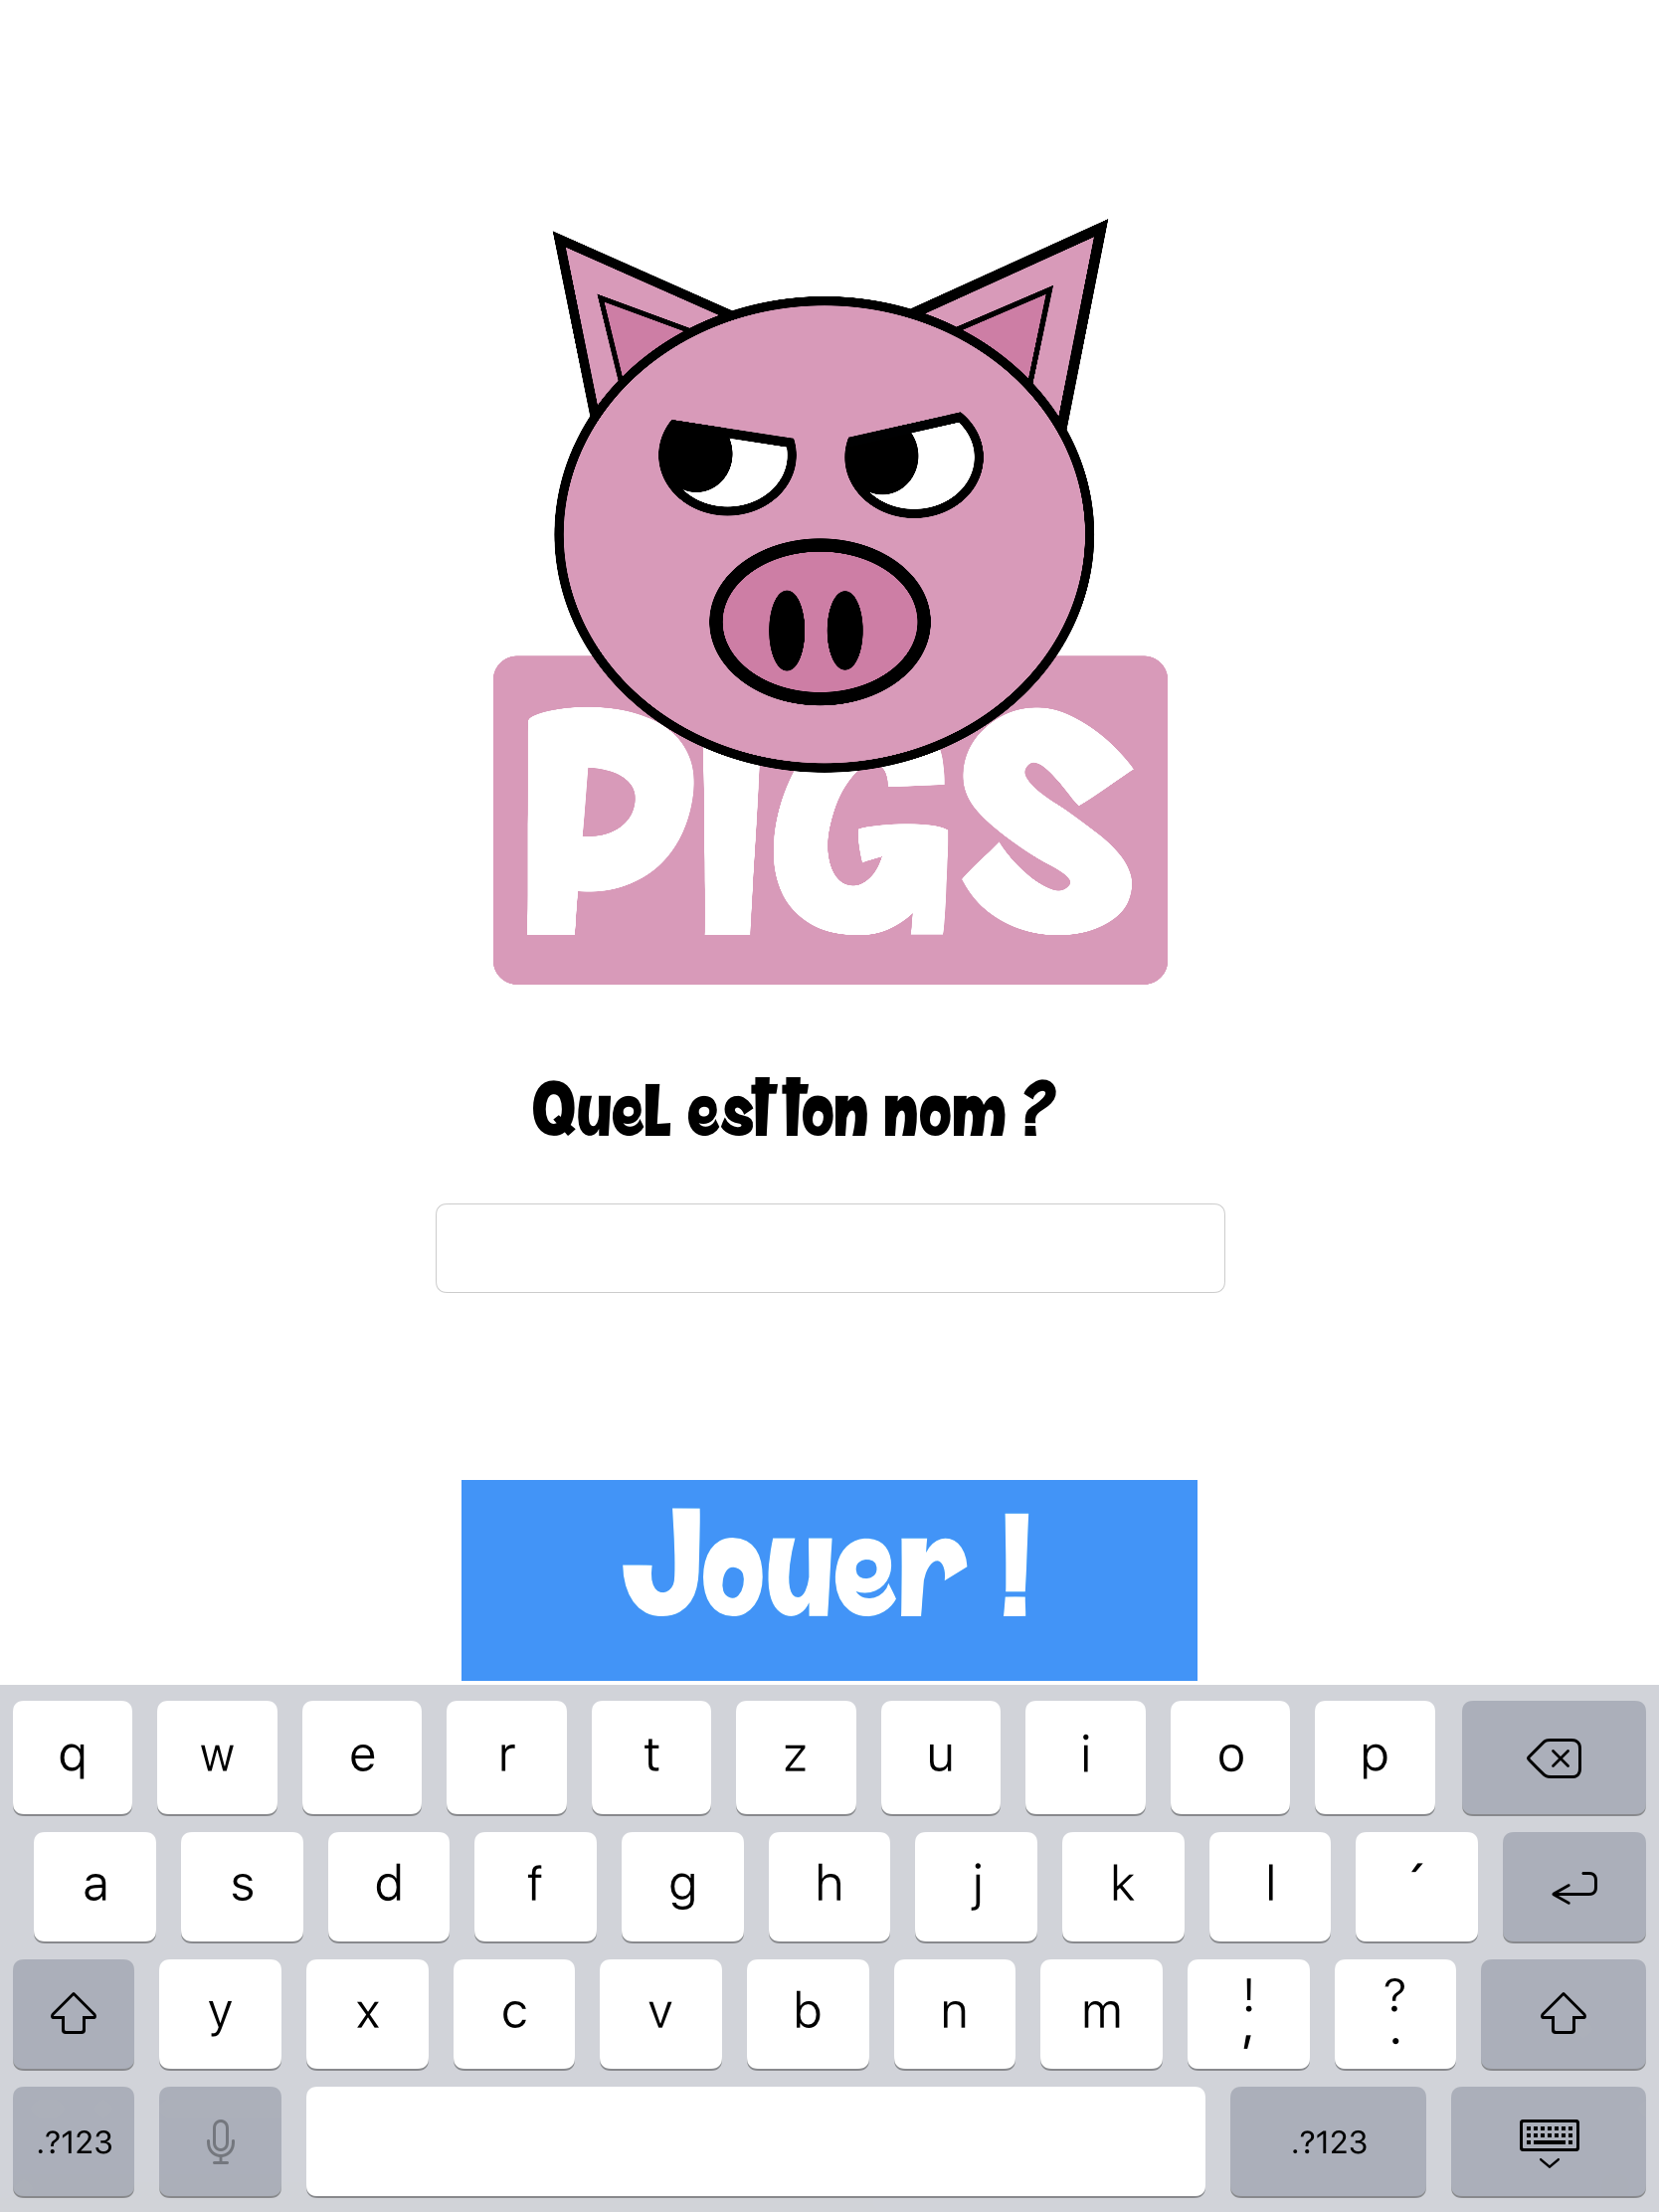 PIGS
Quel est ton nom ?
Jouer !
q w e r t z u i o p
a s d f g h j k l ´
y x c v b n m ! ?
, .
.?123 .?123